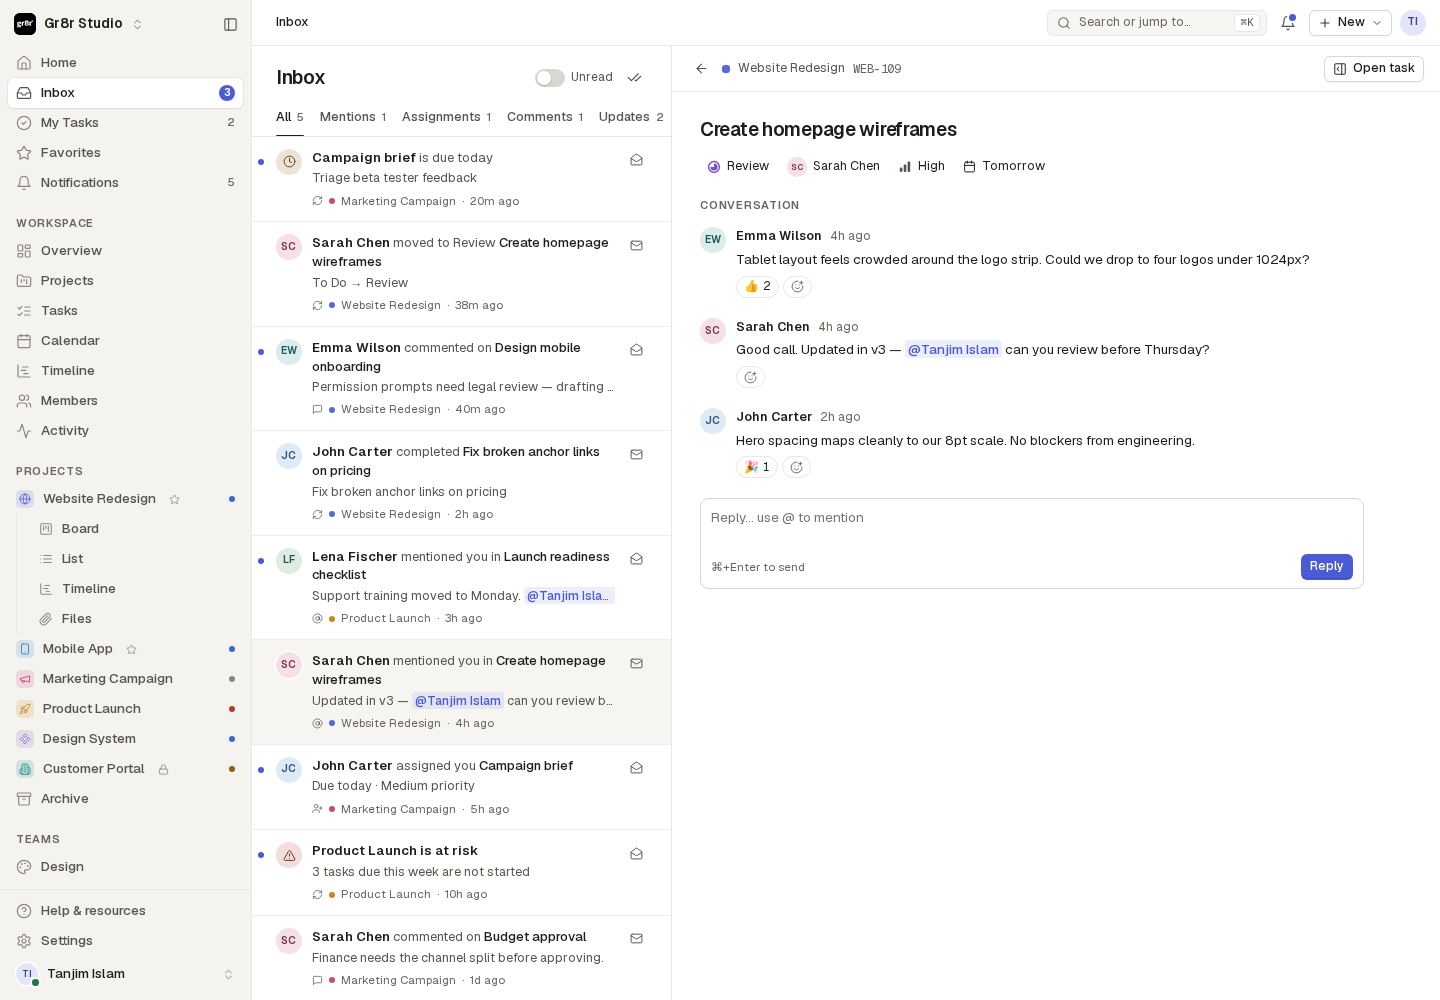 gr8r
Gr8r Studio
Home
Inbox 3
My Tasks 2
Favorites
Notifications 5
WORKSPACE
Overview
Projects
Tasks
Calendar
Timeline
Members
Activity
PROJECTS
Website Redesign
Board
List
Timeline
Files
Mobile App
Marketing Campaign
Product Launch
Design System
Customer Portal
Archive
TEAMS
Design
Help & resources
Settings
TI Tanjim Islam
Inbox
Search or jump to... ⌘K
New
TI
Inbox
Unread
All 5 Mentions 1 Assignments 1 Comments 1 Updates 2
Campaign brief is due today
Triage beta tester feedback
Marketing Campaign · 20m ago
SC Sarah Chen moved to Review Create homepage
wireframes
To Do → Review
Website Redesign · 38m ago
EW Emma Wilson commented on Design mobile
onboarding
Permission prompts need legal review — drafting ...
Website Redesign · 40m ago
JC John Carter completed Fix broken anchor links
on pricing
Fix broken anchor links on pricing
Website Redesign · 2h ago
LF Lena Fischer mentioned you in Launch readiness
checklist
Support training moved to Monday. @Tanjim Isla...
Product Launch · 3h ago
SC Sarah Chen mentioned you in Create homepage
wireframes
Updated in v3 — @Tanjim Islam can you review b...
Website Redesign · 4h ago
JC John Carter assigned you Campaign brief
Due today · Medium priority
Marketing Campaign · 5h ago
Product Launch is at risk
3 tasks due this week are not started
Product Launch · 10h ago
SC Sarah Chen commented on Budget approval
Finance needs the channel split before approving.
Marketing Campaign · 1d ago
Website Redesign WEB-109
Open task
Create homepage wireframes
Review SC Sarah Chen High Tomorrow
CONVERSATION
EW Emma Wilson 4h ago
Tablet layout feels crowded around the logo strip. Could we drop to four logos under 1024px?
👍 2
SC Sarah Chen 4h ago
Good call. Updated in v3 — @Tanjim Islam can you review before Thursday?
JC John Carter 2h ago
Hero spacing maps cleanly to our 8pt scale. No blockers from engineering.
🎉 1
Reply... use @ to mention
⌘+Enter to send
Reply